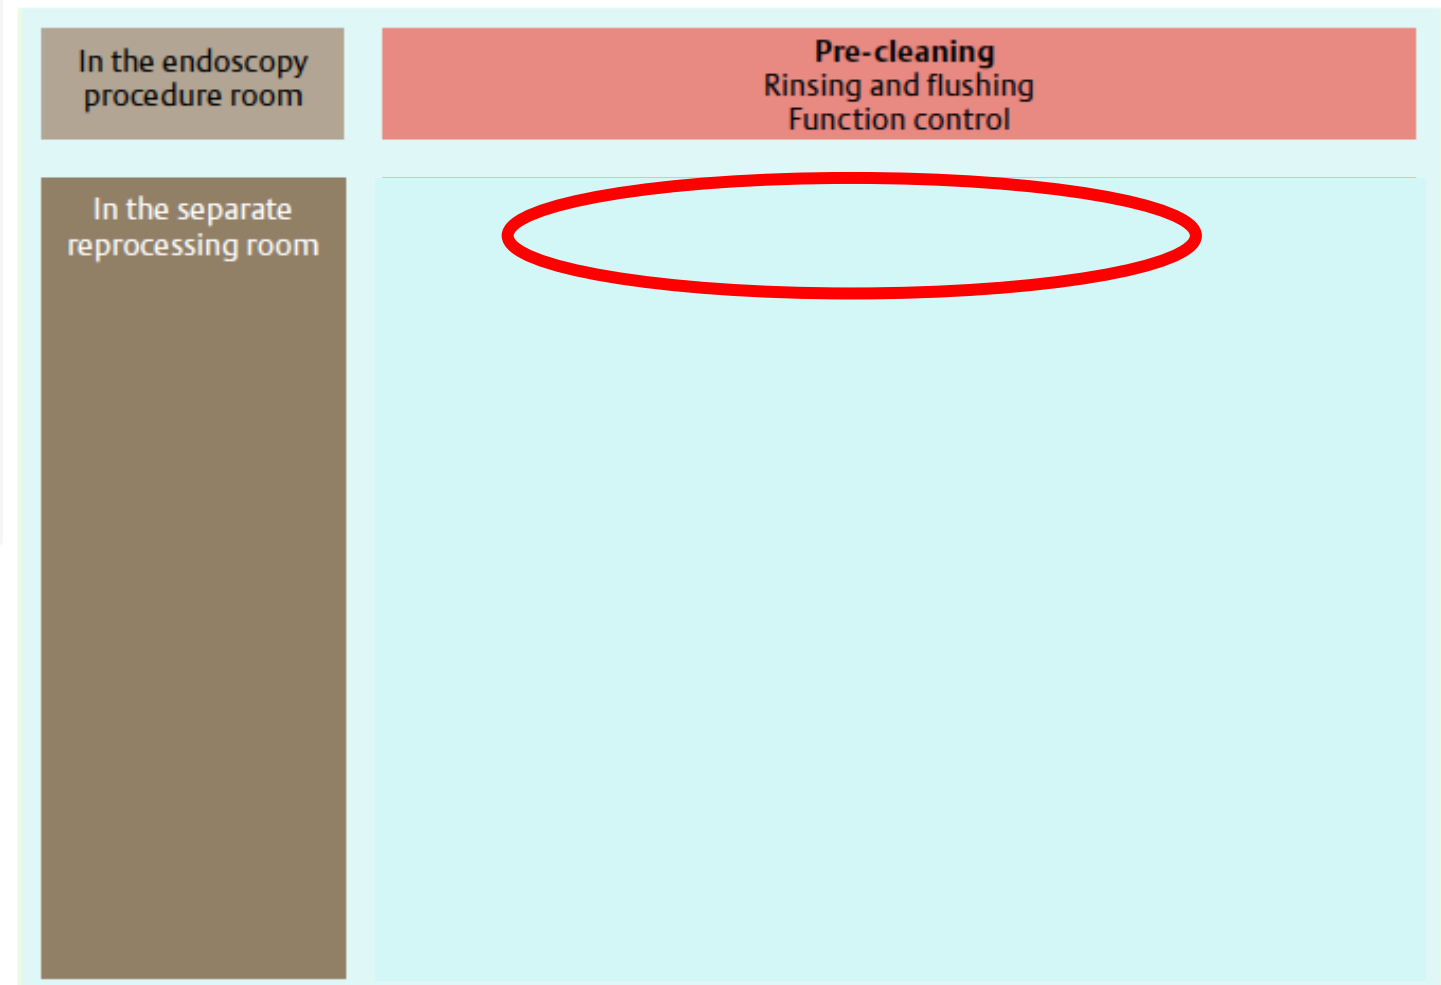 In the endoscopy
procedure room
Pre-cleaning
Rinsing and flushing
Function control
In the separate
reprocessing room